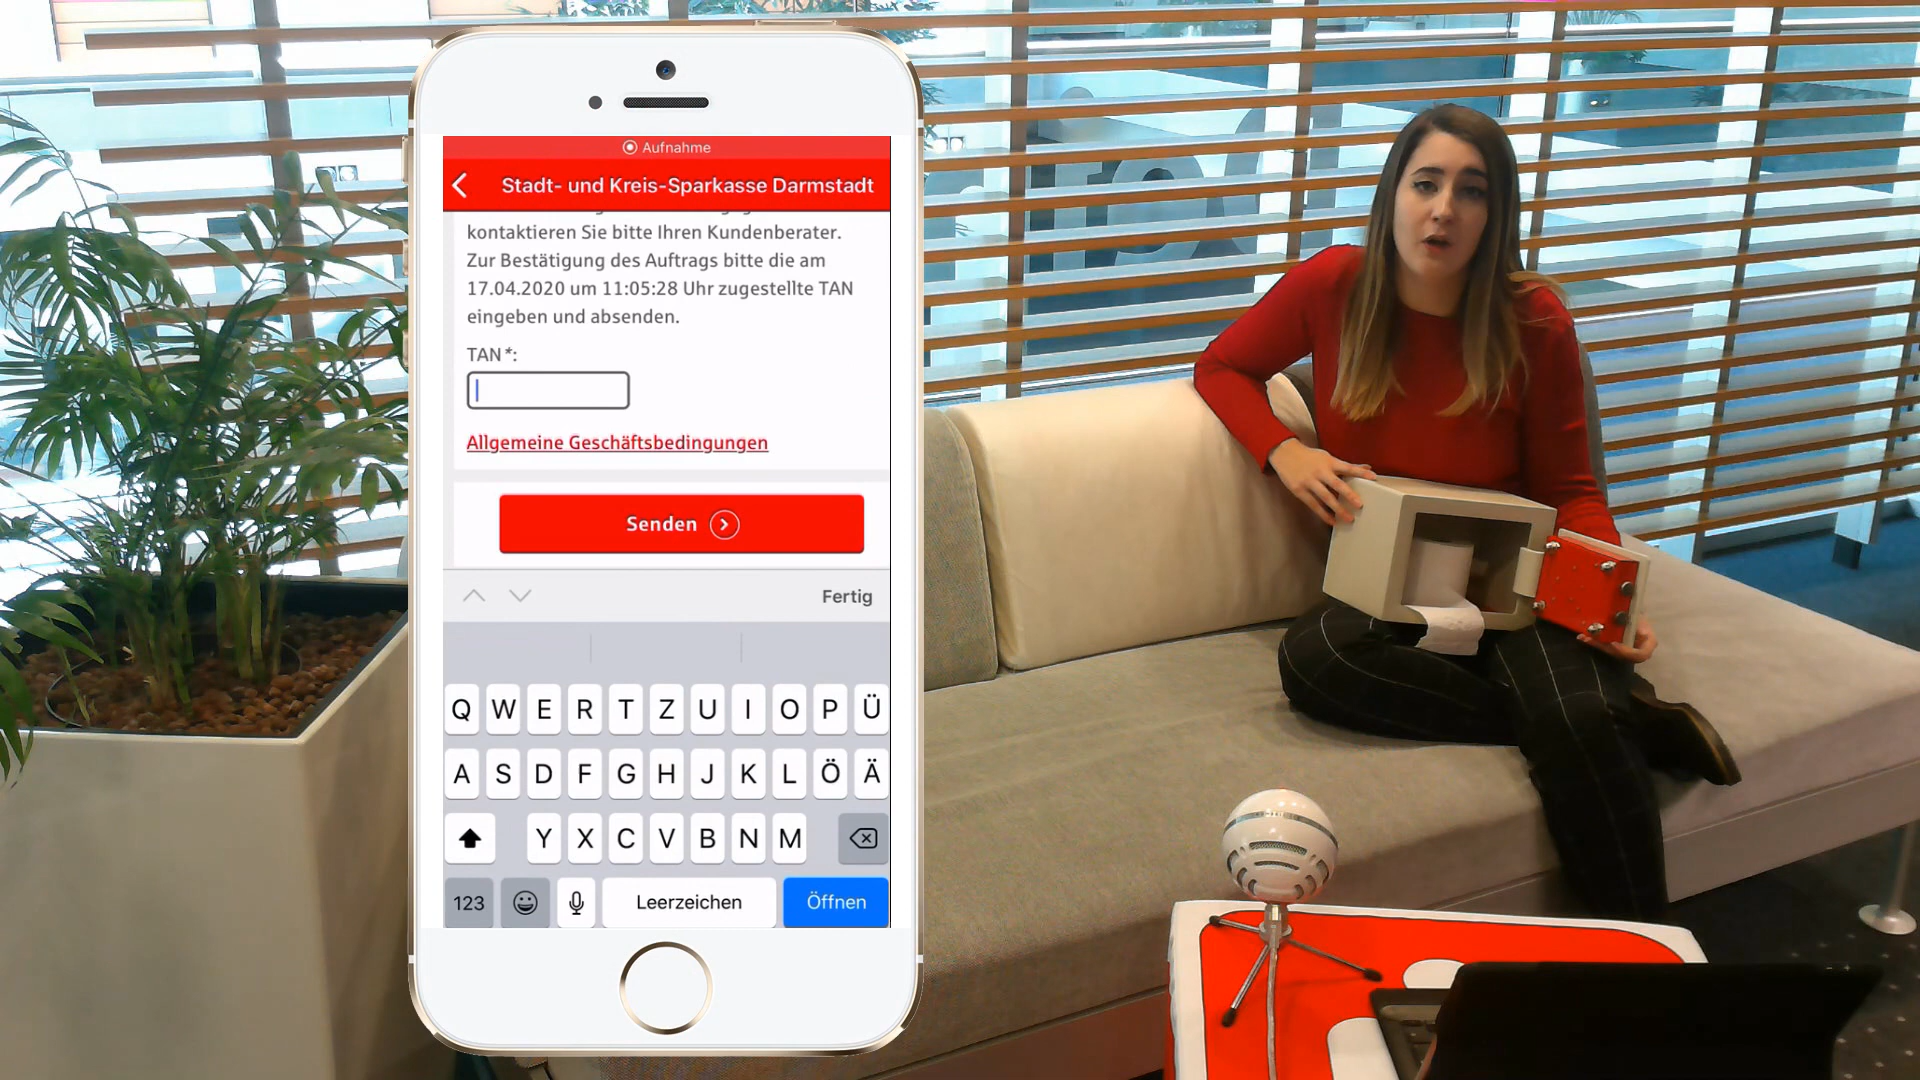 Aufnahme
Stadt- und Kreis-Sparkasse Darmstadt
kontaktieren Sie bitte Ihren Kundenberater.
Zur Bestätigung des Auftrags bitte die am
17.04.2020 um 11:05:28 Uhr zugestellte TAN
eingeben und absenden.
TAN*:
Allgemeine Geschäftsbedingungen
Senden
Fertig
Q W E R T Z U I O P Ü
A S D F G H J K L Ö Ä
Y X C V B N M
123 Leerzeichen Öffnen